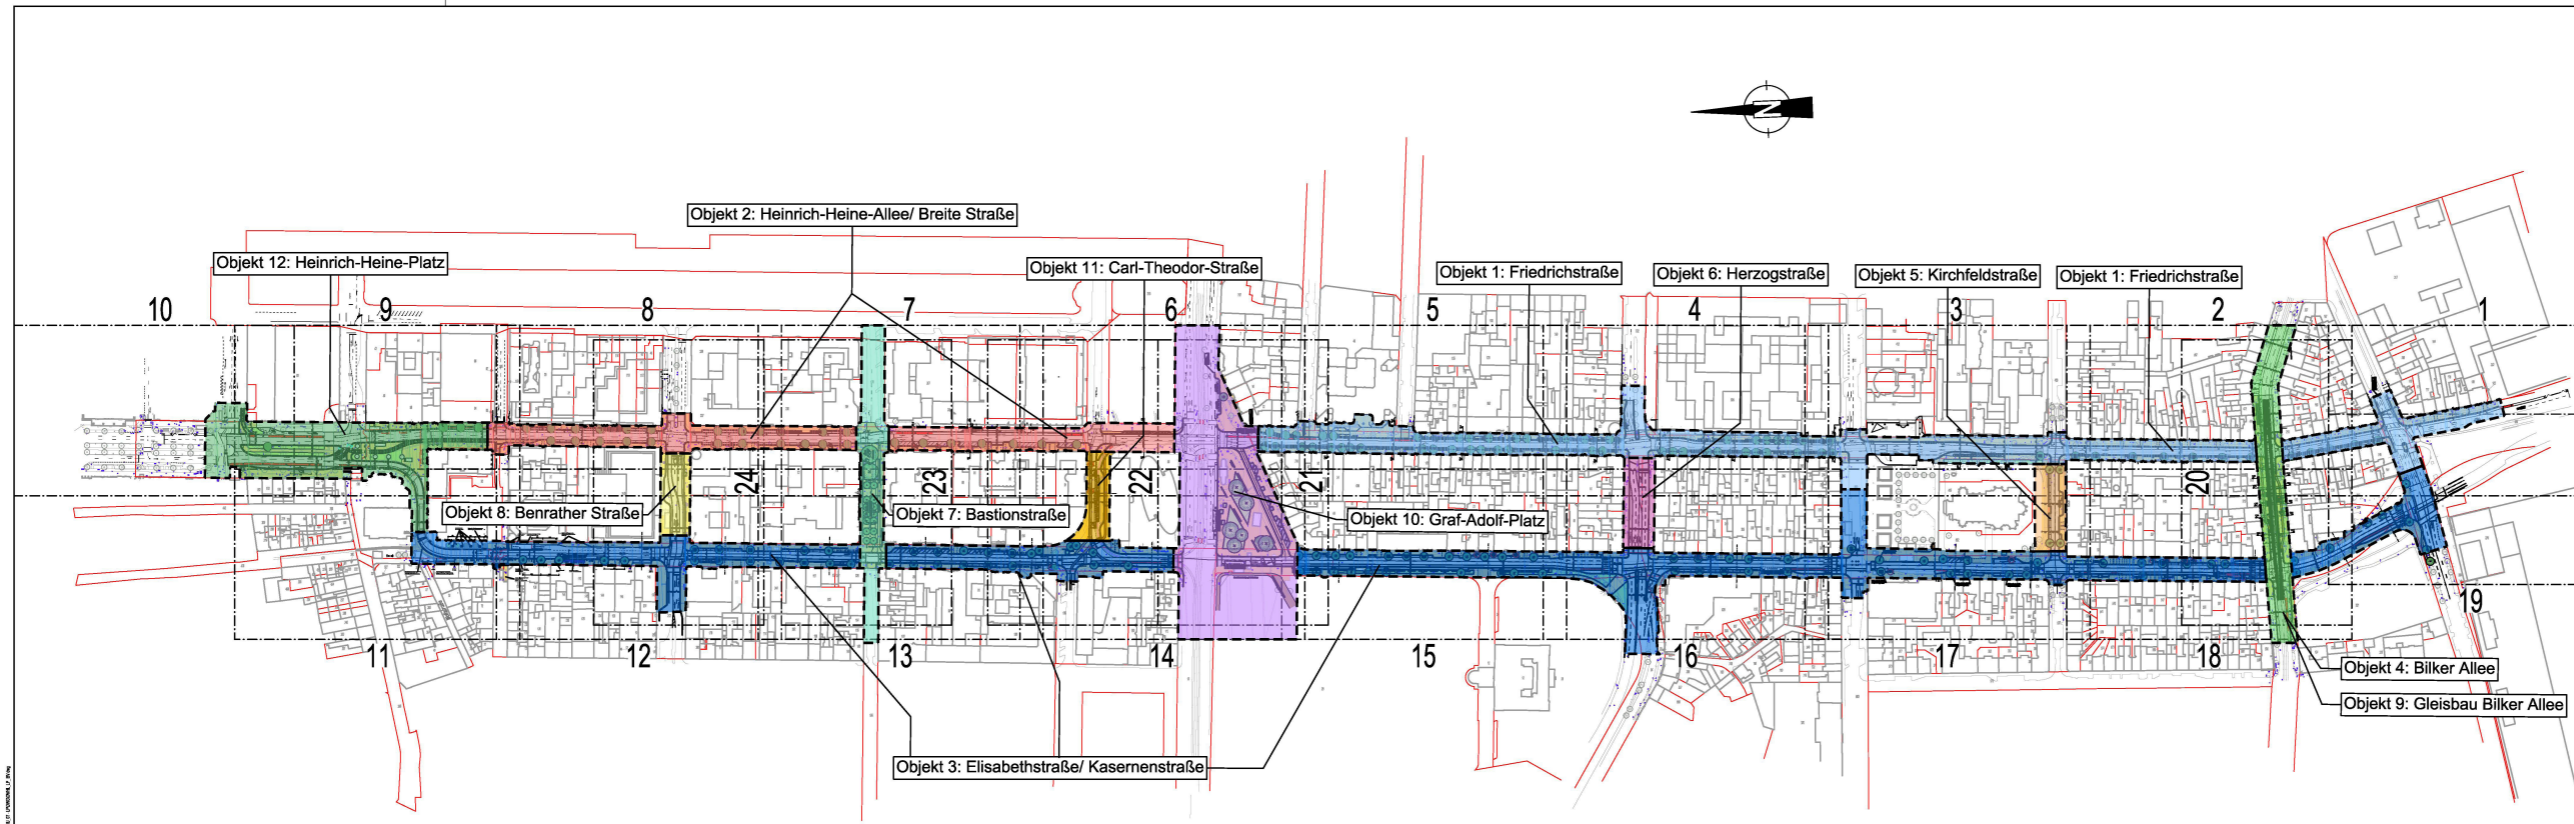 N
Objekt 2: Heinrich-Heine-Allee/ Breite Straße
Objekt 12: Heinrich-Heine-Platz
Objekt 11: Carl-Theodor-Straße
Objekt 1: Friedrichstraße
Objekt 6: Herzogstraße
Objekt 5: Kirchfeldstraße
Objekt 1: Friedrichstraße
10
9
8
7
6
5
4
3
2
1
24
23
22
21
20
Objekt 8: Benrather Straße
Objekt 7: Bastionstraße
Objekt 10: Graf-Adolf-Platz
19
11
12
13
14
15
16
17
18
Objekt 4: Bilker Allee
Objekt 9: Gleisbau Bilker Allee
Objekt 3: Elisabethstraße/ Kasernenstraße